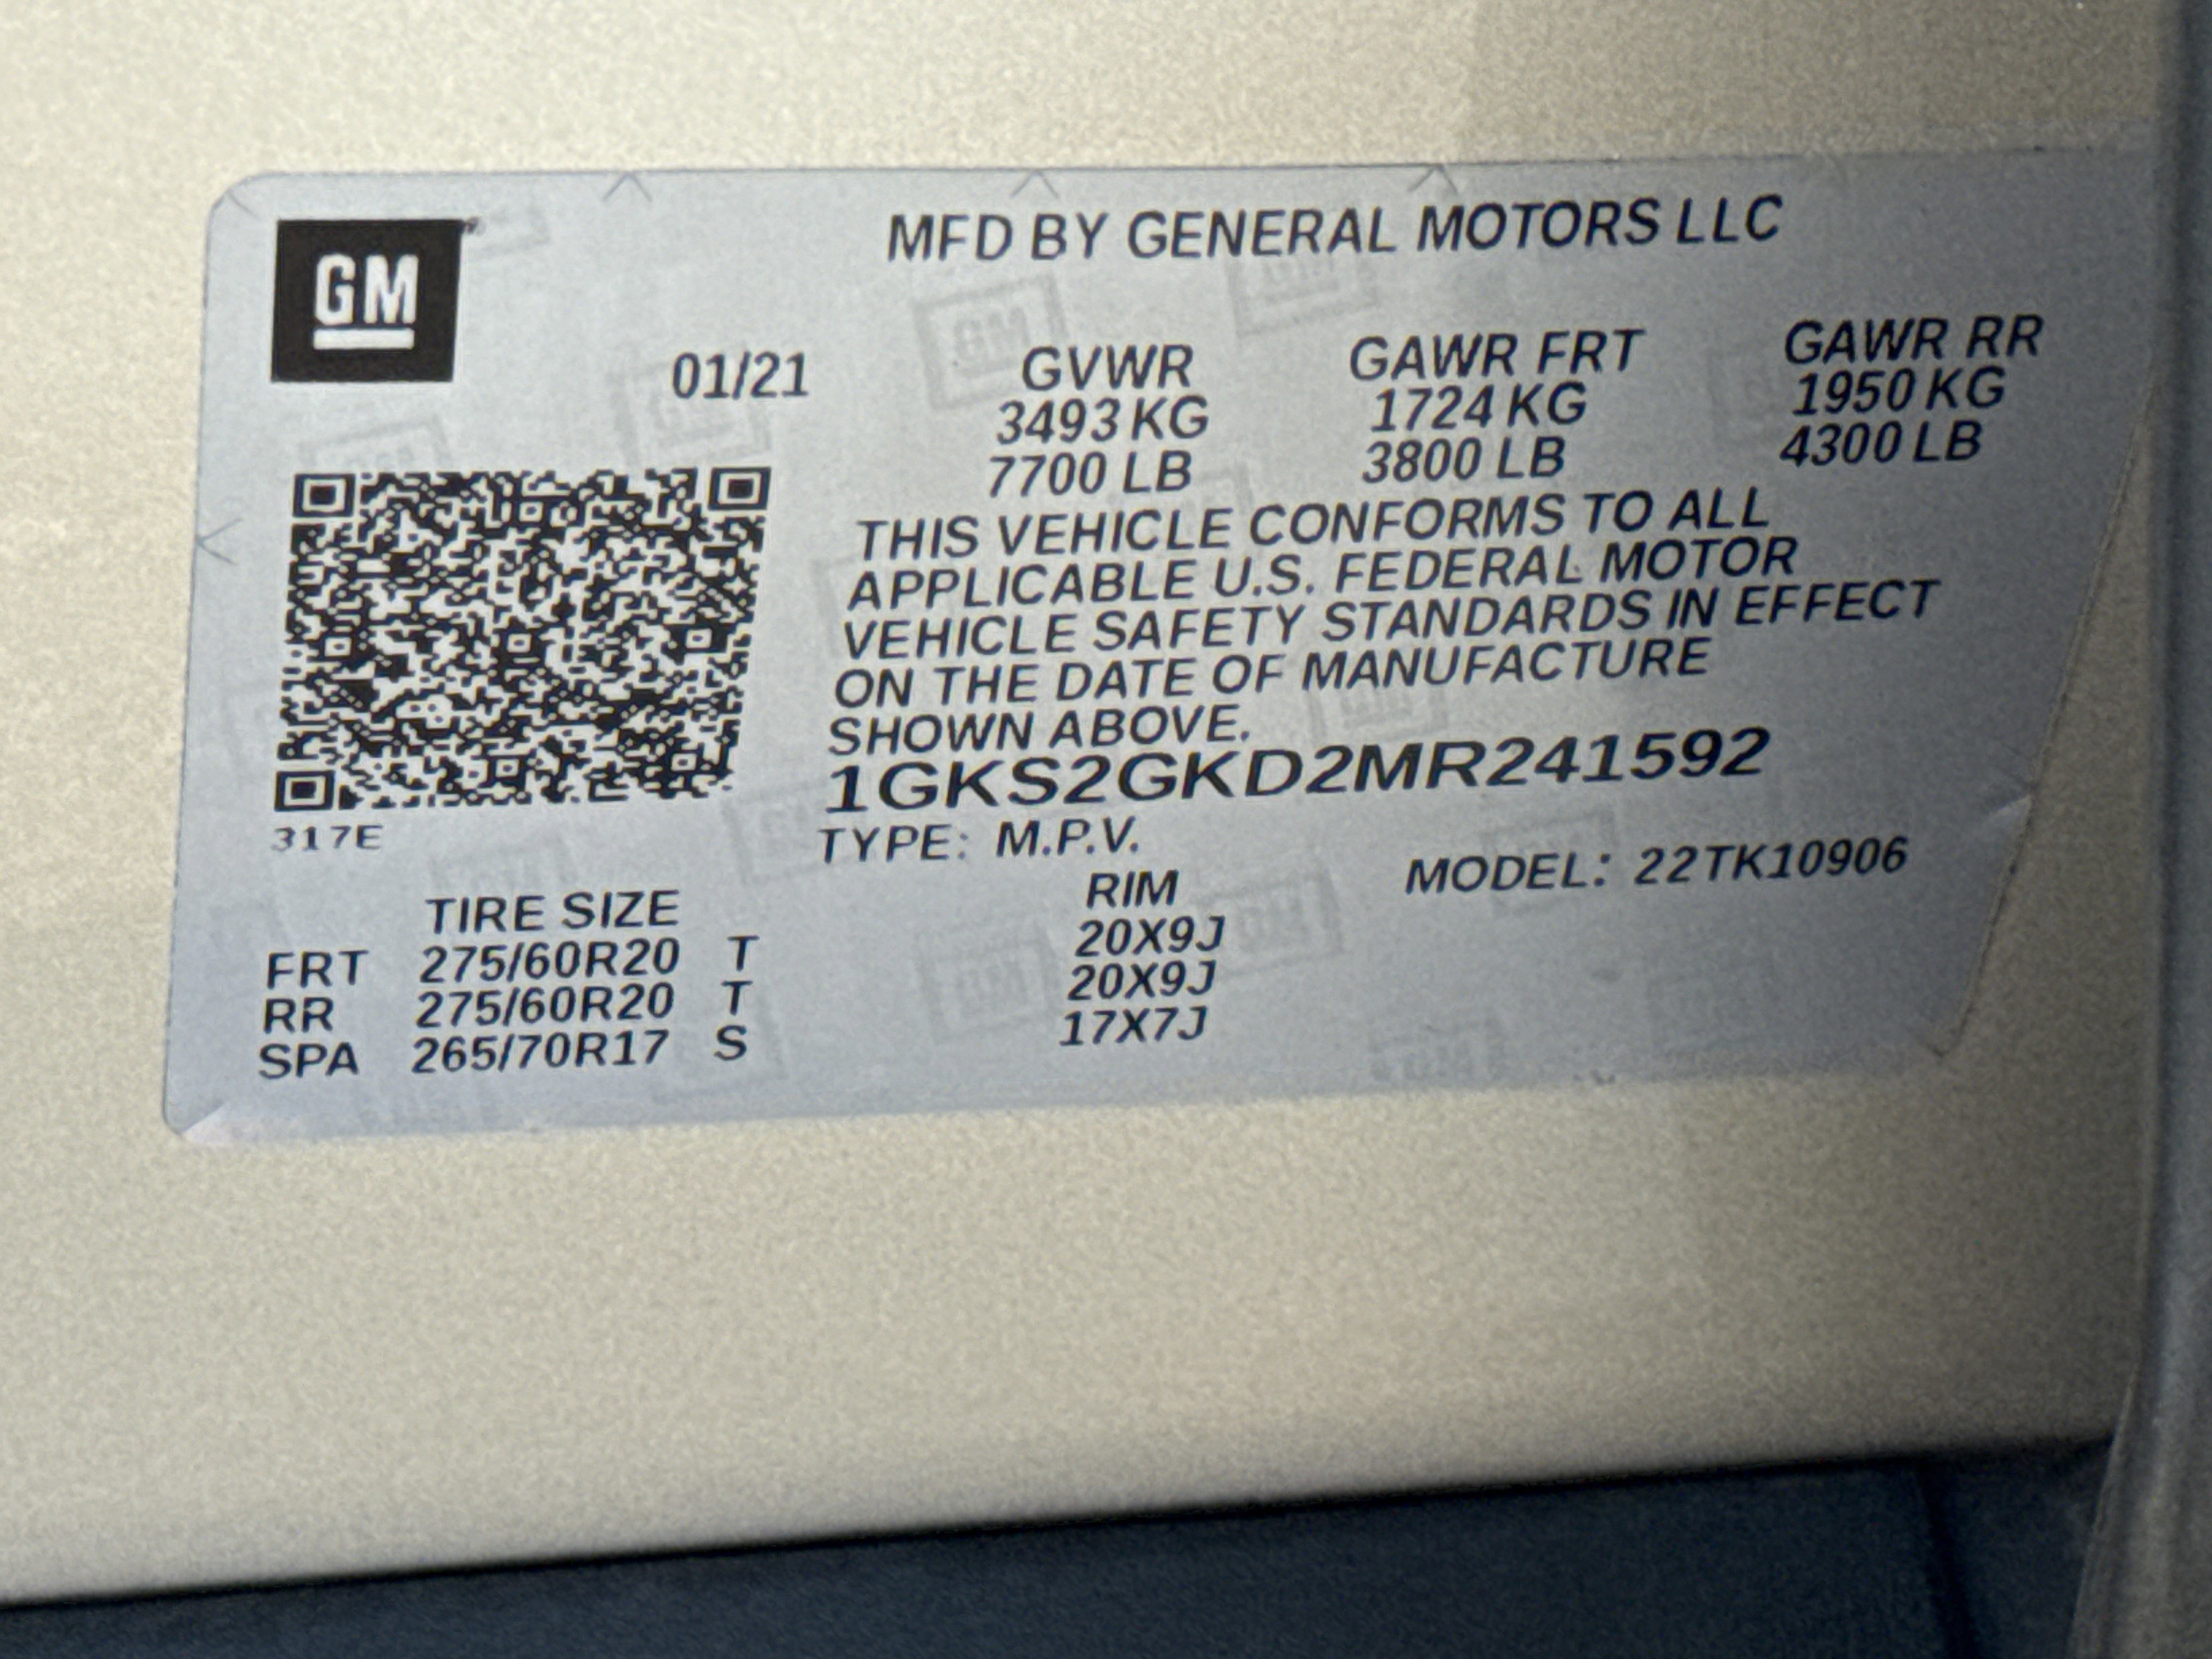 GM
MFD BY GENERAL MOTORS LLC
01/21
GVWR GAWR FRT GAWR RR
3493 KG 1724 KG 1950 KG
7700 LB 3800 LB 4300 LB
THIS VEHICLE CONFORMS TO ALL
APPLICABLE U.S. FEDERAL MOTOR
VEHICLE SAFETY STANDARDS IN EFFECT
ON THE DATE OF MANUFACTURE
SHOWN ABOVE.
1GKS2GKD2MR241592
317E
TYPE: M.P.V. MODEL: 22TK10906
TIRE SIZE RIM
FRT 275/60R20 T 20X9J
RR 275/60R20 T 20X9J
SPA 265/70R17 S 17X7J